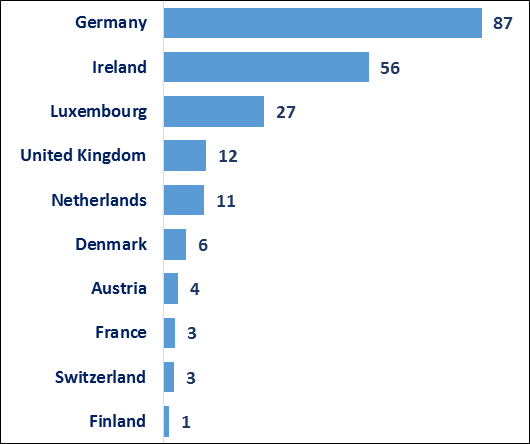 Germany 87
Ireland 56
Luxembourg 27
United Kingdom 12
Netherlands 11
Denmark 6
Austria 4
France 3
Switzerland 3
Finland 1